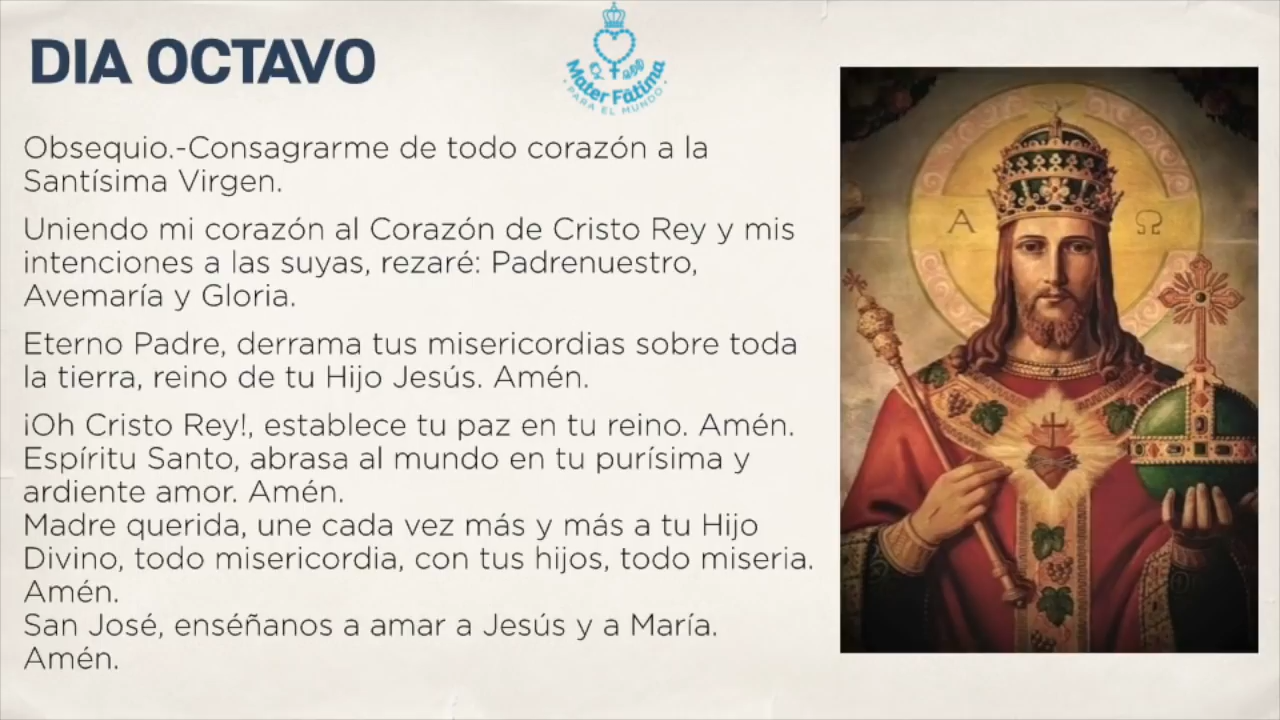 DIA OCTAVO
Mater Fátima
PARA EL MUNDO
Obsequio.-Consagrarme de todo corazón a la
Santísima Virgen.
Uniendo mi corazón al Corazón de Cristo Rey y mis
intenciones a las suyas, rezaré: Padrenuestro,
Avemaría y Gloria.
Eterno Padre, derrama tus misericordias sobre toda
la tierra, reino de tu Hijo Jesús. Amén.
¡Oh Cristo Rey!, establece tu paz en tu reino. Amén.
Espíritu Santo, abrasa al mundo en tu purísima y
ardiente amor. Amén.
Madre querida, une cada vez más y más a tu Hijo
Divino, todo misericordia, con tus hijos, todo miseria.
Amén.
San José, enséñanos a amar a Jesús y a María.
Amén.
Α Ω